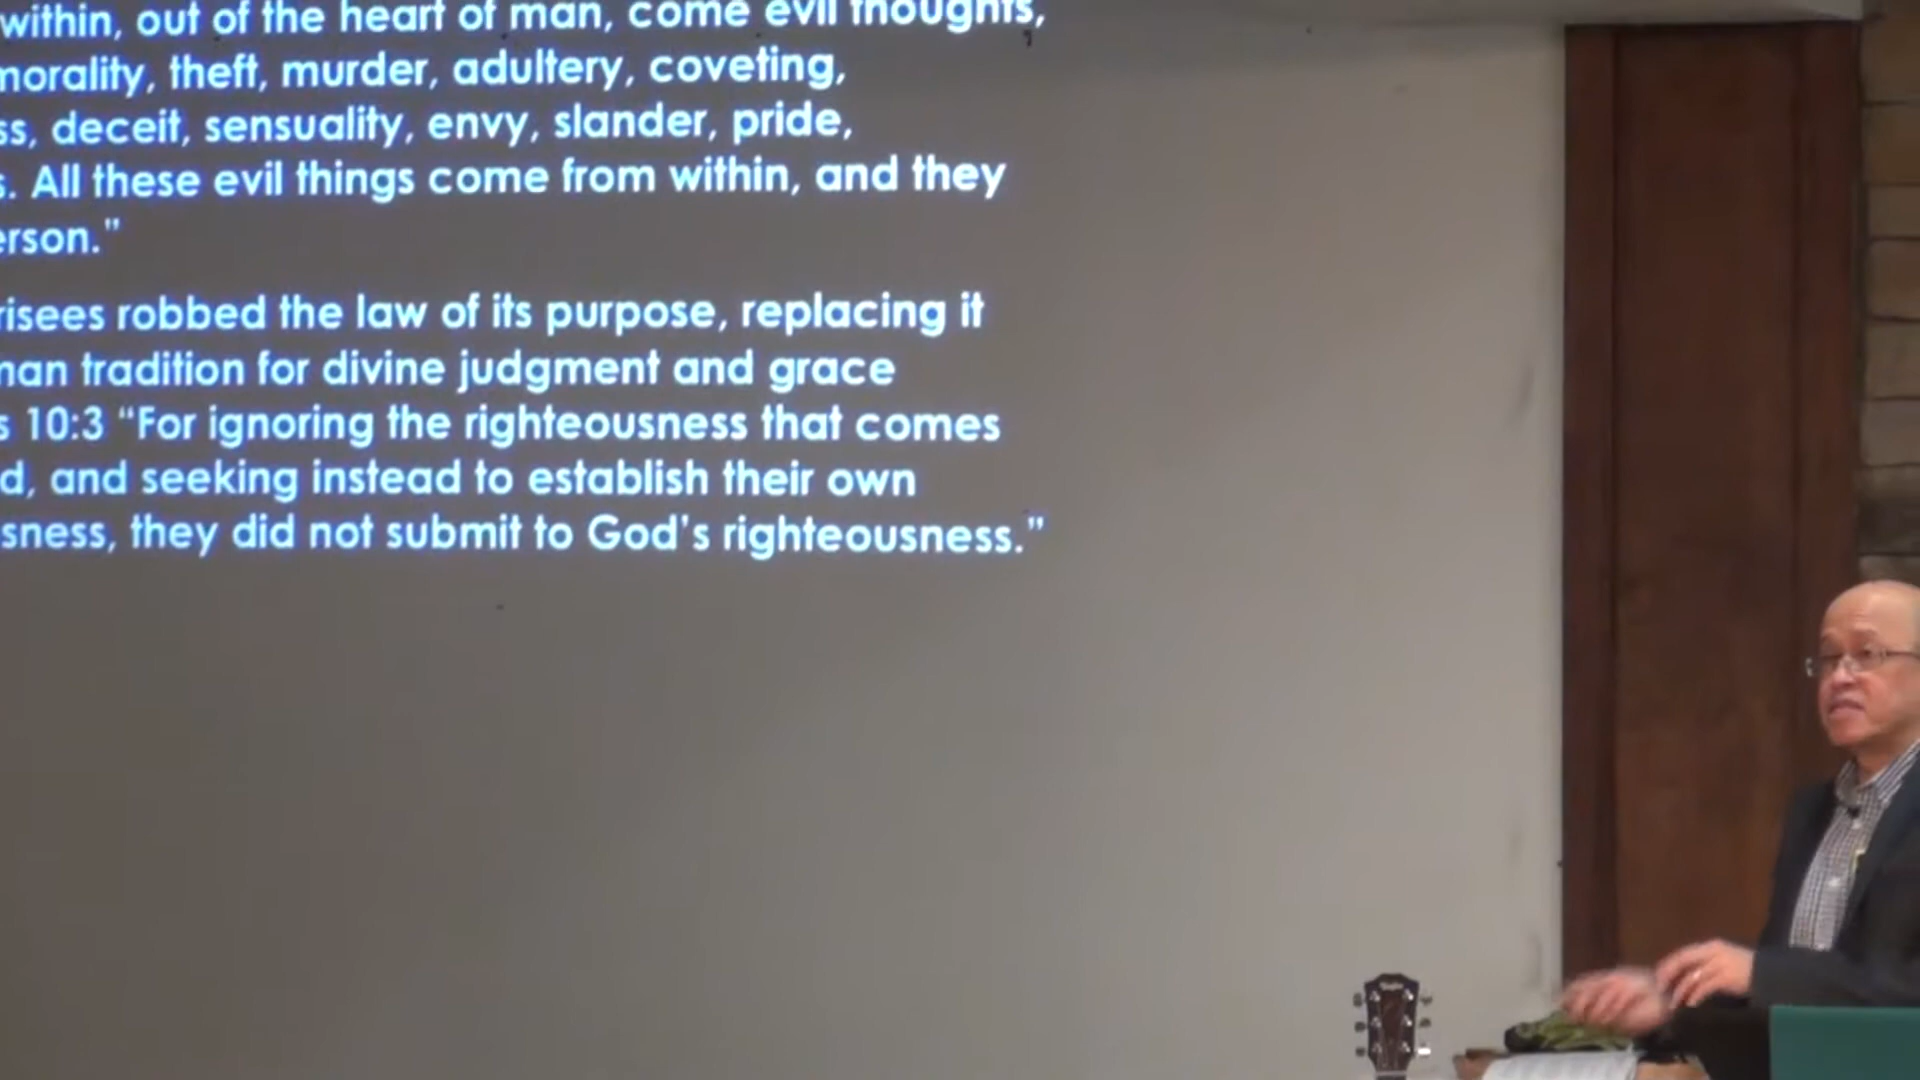 within, out of the heart of man, come evil thoughts,
morality, theft, murder, adultery, coveting,
ss, deceit, sensuality, envy, slander, pride,
s. All these evil things come from within, and they
erson."
risees robbed the law of its purpose, replacing it
man tradition for divine judgment and grace
s 10:3 “For ignoring the righteousness that comes
d, and seeking instead to establish their own
sness, they did not submit to God's righteousness.”
Taylor